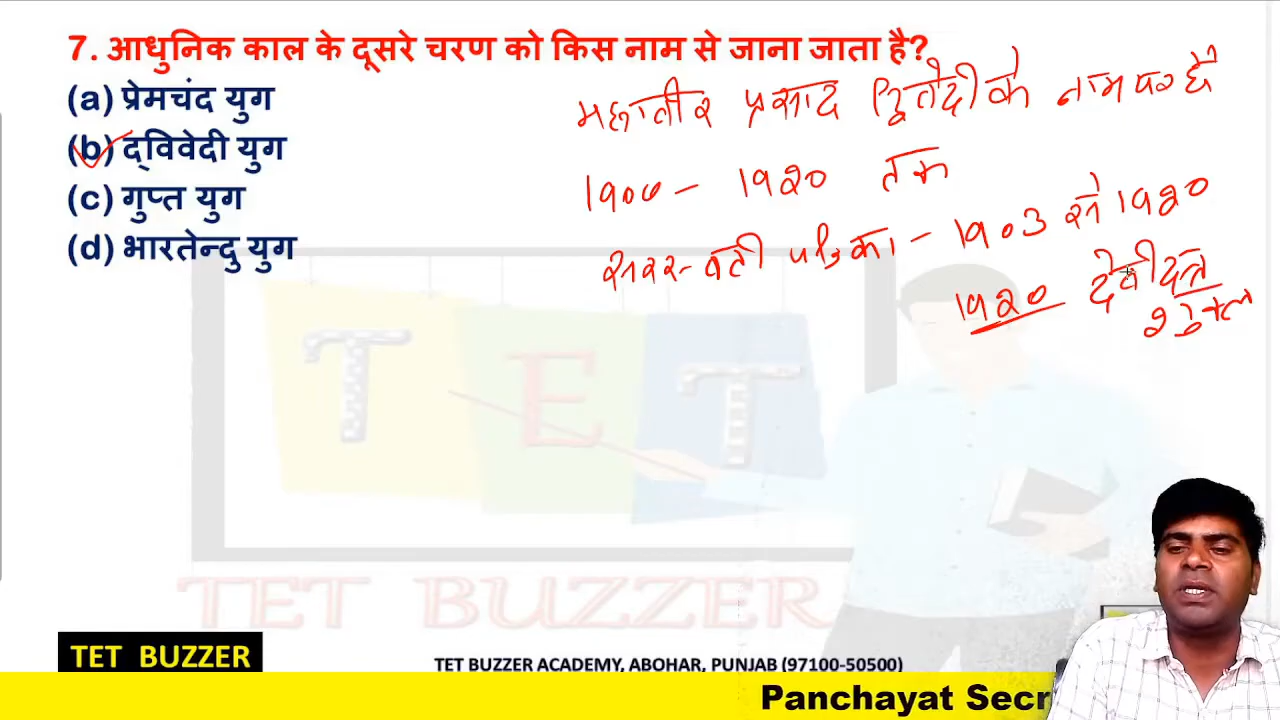 7. आधुनिक काल के दूसरे चरण को किस नाम से जाना जाता है?
(a) प्रेमचंद युग
(b) द्‌विवेदी युग
(c) गुप्त युग
(d) भारतेन्दु युग
महावीर प्रसाद द्विवेदी के नाम पर है
1900 - 1920 तक
सरस्वती पत्रिका - 1903 से 1920
1920 देवीदत्त
शुक्ल
T E T
TET BUZZER
TET BUZZER
TET BUZZER ACADEMY, ABOHAR, PUNJAB (97100-50500)
Panchayat Secr